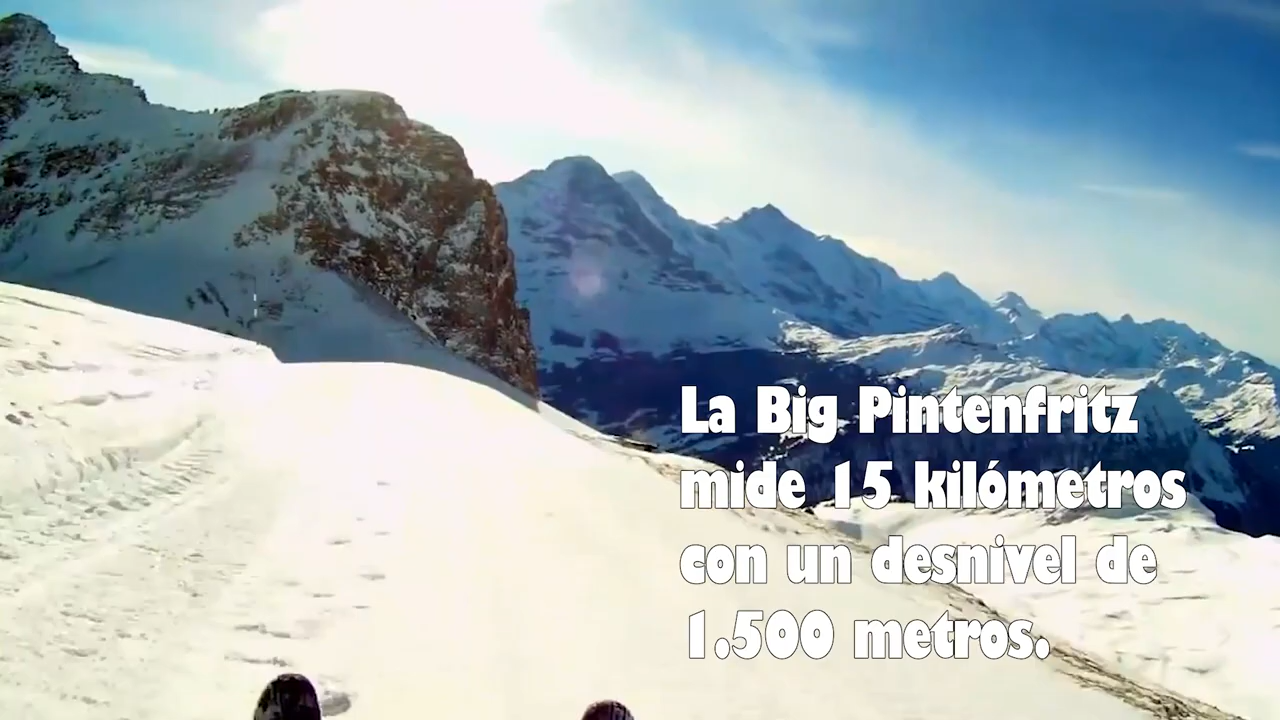 La Big Pintenfritz
mide 15 kilómetros
con un desnivel de
1.500 metros.